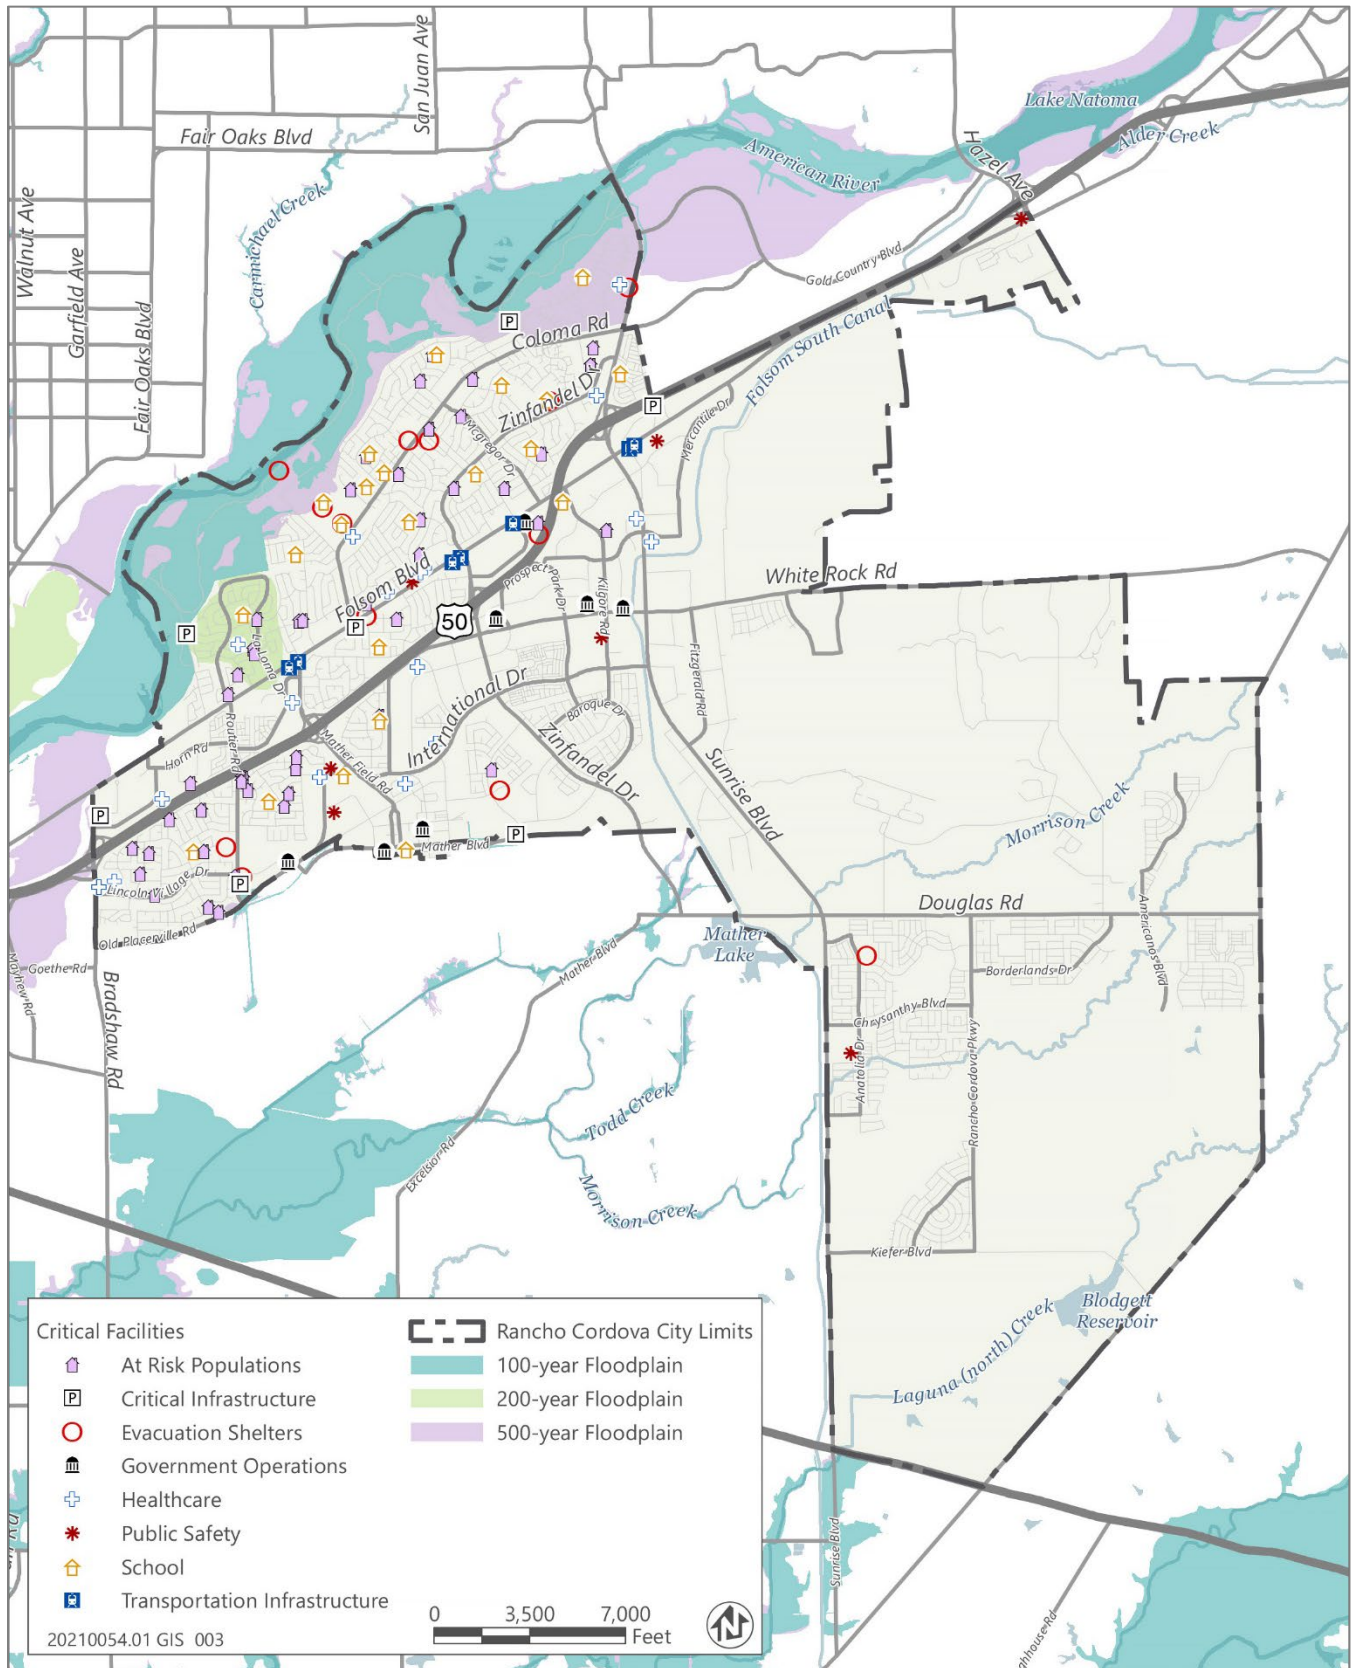 San Juan Ave
Fair Oaks Blvd
Lake Natoma
Alder Creek
Hazel Ave
American River
Walnut Ave
Garfield Ave
Carmichael Creek
Fair Oaks Blvd
Gold Country Blvd
Folsom South Canal
Coloma Rd
Zinfandel Dr
McGregor Dr
Mercantile Dr
Folsom Blvd
Prospect Park Dr
Kilgore Rd
White Rock Rd
50
La Loma Dr
International Dr
Fitzgerald Rd
Baroque Dr
Routier Rd
Horn Rd
Mather Field Rd
Zinfandel Dr
Sunrise Blvd
Morrison Creek
Mather Blvd
Lincoln Village Dr
Douglas Rd
Americanos Blvd
Old Placerville Rd
Mather
Lake
Goethe Rd
Mayhew Rd
Bradshaw Rd
Mather Blvd
Borderlands Dr
Chrysanthy Blvd
Anatolia Dr
Rancho Cordova Pkwy
Todd Creek
Excelsior Rd
Morrison Creek
Kiefer Blvd
Blodgett
Reservoir
Laguna (north) Creek
Sunrise Blvd
ghhouse Rd
Critical Facilities
At Risk Populations
P Critical Infrastructure
Evacuation Shelters
Government Operations
Healthcare
Public Safety
School
Transportation Infrastructure
Rancho Cordova City Limits
100-year Floodplain
200-year Floodplain
500-year Floodplain
0 3,500 7,000
Feet
N
20210054.01 GIS 003
P
P
P
P
P
P
P